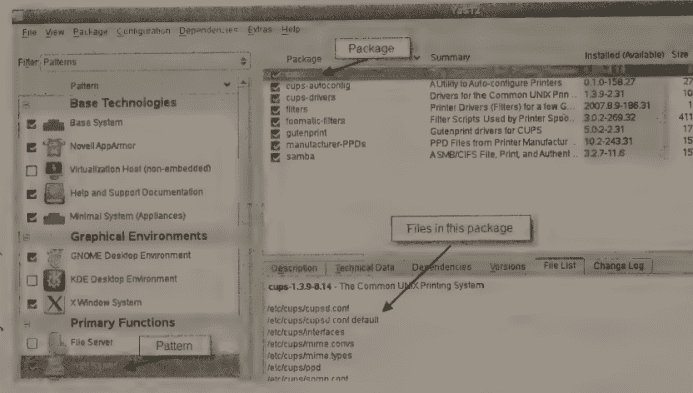 YaST2
File View Package Configuration Dependencies Extras Help
Filter: Patterns
Pattern
Base Technologies
Base System
Novell AppArmor
Virtualization Host (non-embedded)
Help and Support Documentation
Minimal System (Appliances)
Graphical Environments
GNOME Desktop Environment
KDE Desktop Environment
X Window System
Primary Functions
File Server
Pattern
Package
Package Summary Installed (Available) Size
cups-autoconfig A Utility to Auto-configure Printers 0.1.0-158.27
cups-drivers Drivers for the Common UNIX Prin... 1.3.9-2.31
filters Printer Drivers (Filters) for a few G...
foomatic-filters Filter Scripts Used by Printer Spoo... 3.0.2-269.32 411
gutenprint Gutenprint drivers for CUPS 5.0.2-2.31
manufacturer-PPDs PPD Files from Printer Manufactur... 10.2-243.31
samba A SMB/CIFS File, Print, and Authent... 3.2.7-11.6
Files in this package
Description Technical Data Dependencies Versions File List Change Log
cups-1.3.9-8.14 - The Common UNIX Printing System
/etc/cups/cupsd.conf
/etc/cups/cupsd.conf.default
/etc/cups/interfaces
/etc/cups/mime.convs
/etc/cups/mime.types
/etc/cups/ppd
/etc/cups/snmp.conf